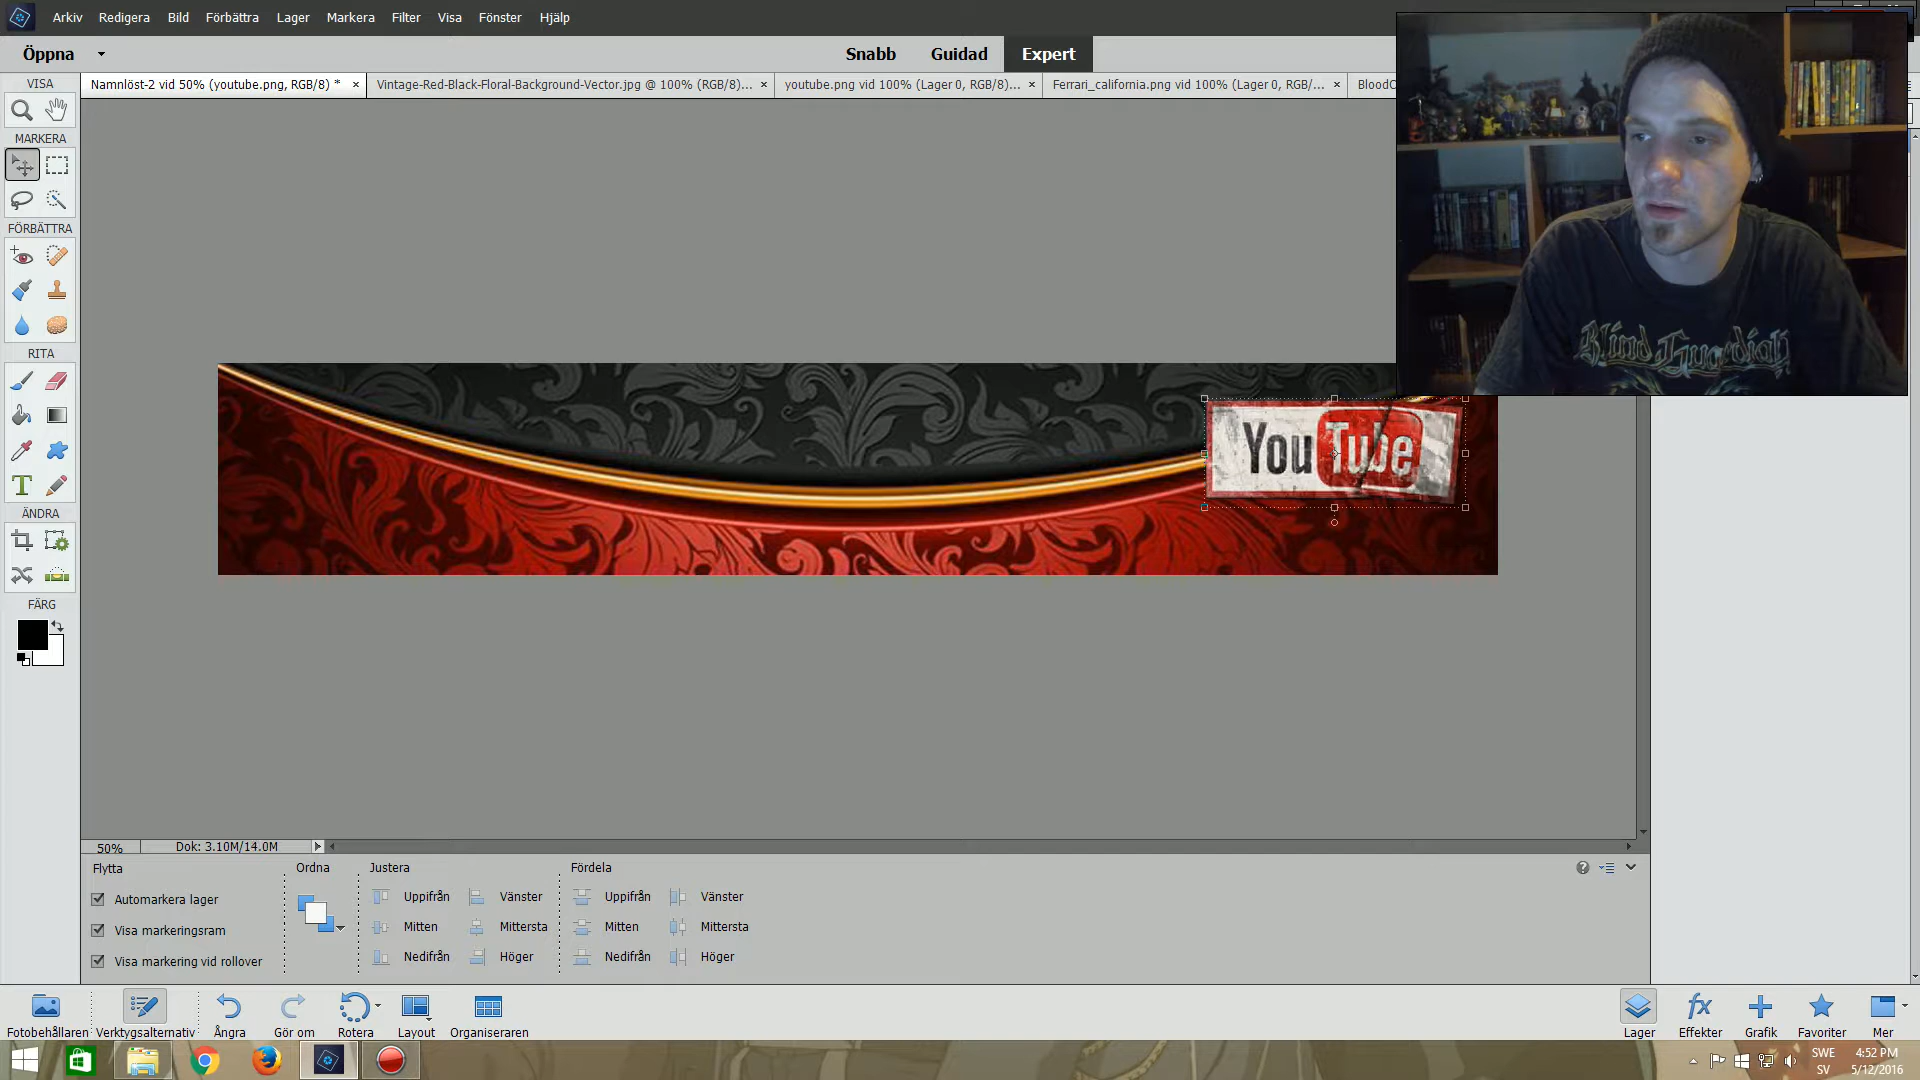 Arkiv Redigera Bild Förbättra Lager Markera Filter Visa Fönster Hjälp
Öppna Snabb Guidad Expert
Namnlöst-2 vid 50% (youtube.png, RGB/8) * × Vintage-Red-Black-Floral-Background-Vector.jpg @ 100% (RGB/8)... × youtube.png vid 100% (Lager 0, RGB/8)... × Ferrari_california.png vid 100% (Lager 0, RGB/... × BloodO
VISA
MARKERA
FÖRBÄTTRA
RITA
ÄNDRA
FÄRG
You Tube
Blind Guardian
50% Dok: 3.10M/14.0M
Flytta Ordna Justera Fördela
Automarkera lager Uppifrån Vänster Uppifrån Vänster
Visa markeringsram Mitten Mittersta Mitten Mittersta
Visa markering vid rollover Nedifrån Höger Nedifrån Höger
Fotobehållaren Verktygsalternativ Ångra Gör om Rotera Layout Organiseraren Lager Effekter Grafik Favoriter Mer
SWE 4:52 PM
SV 5/12/2016